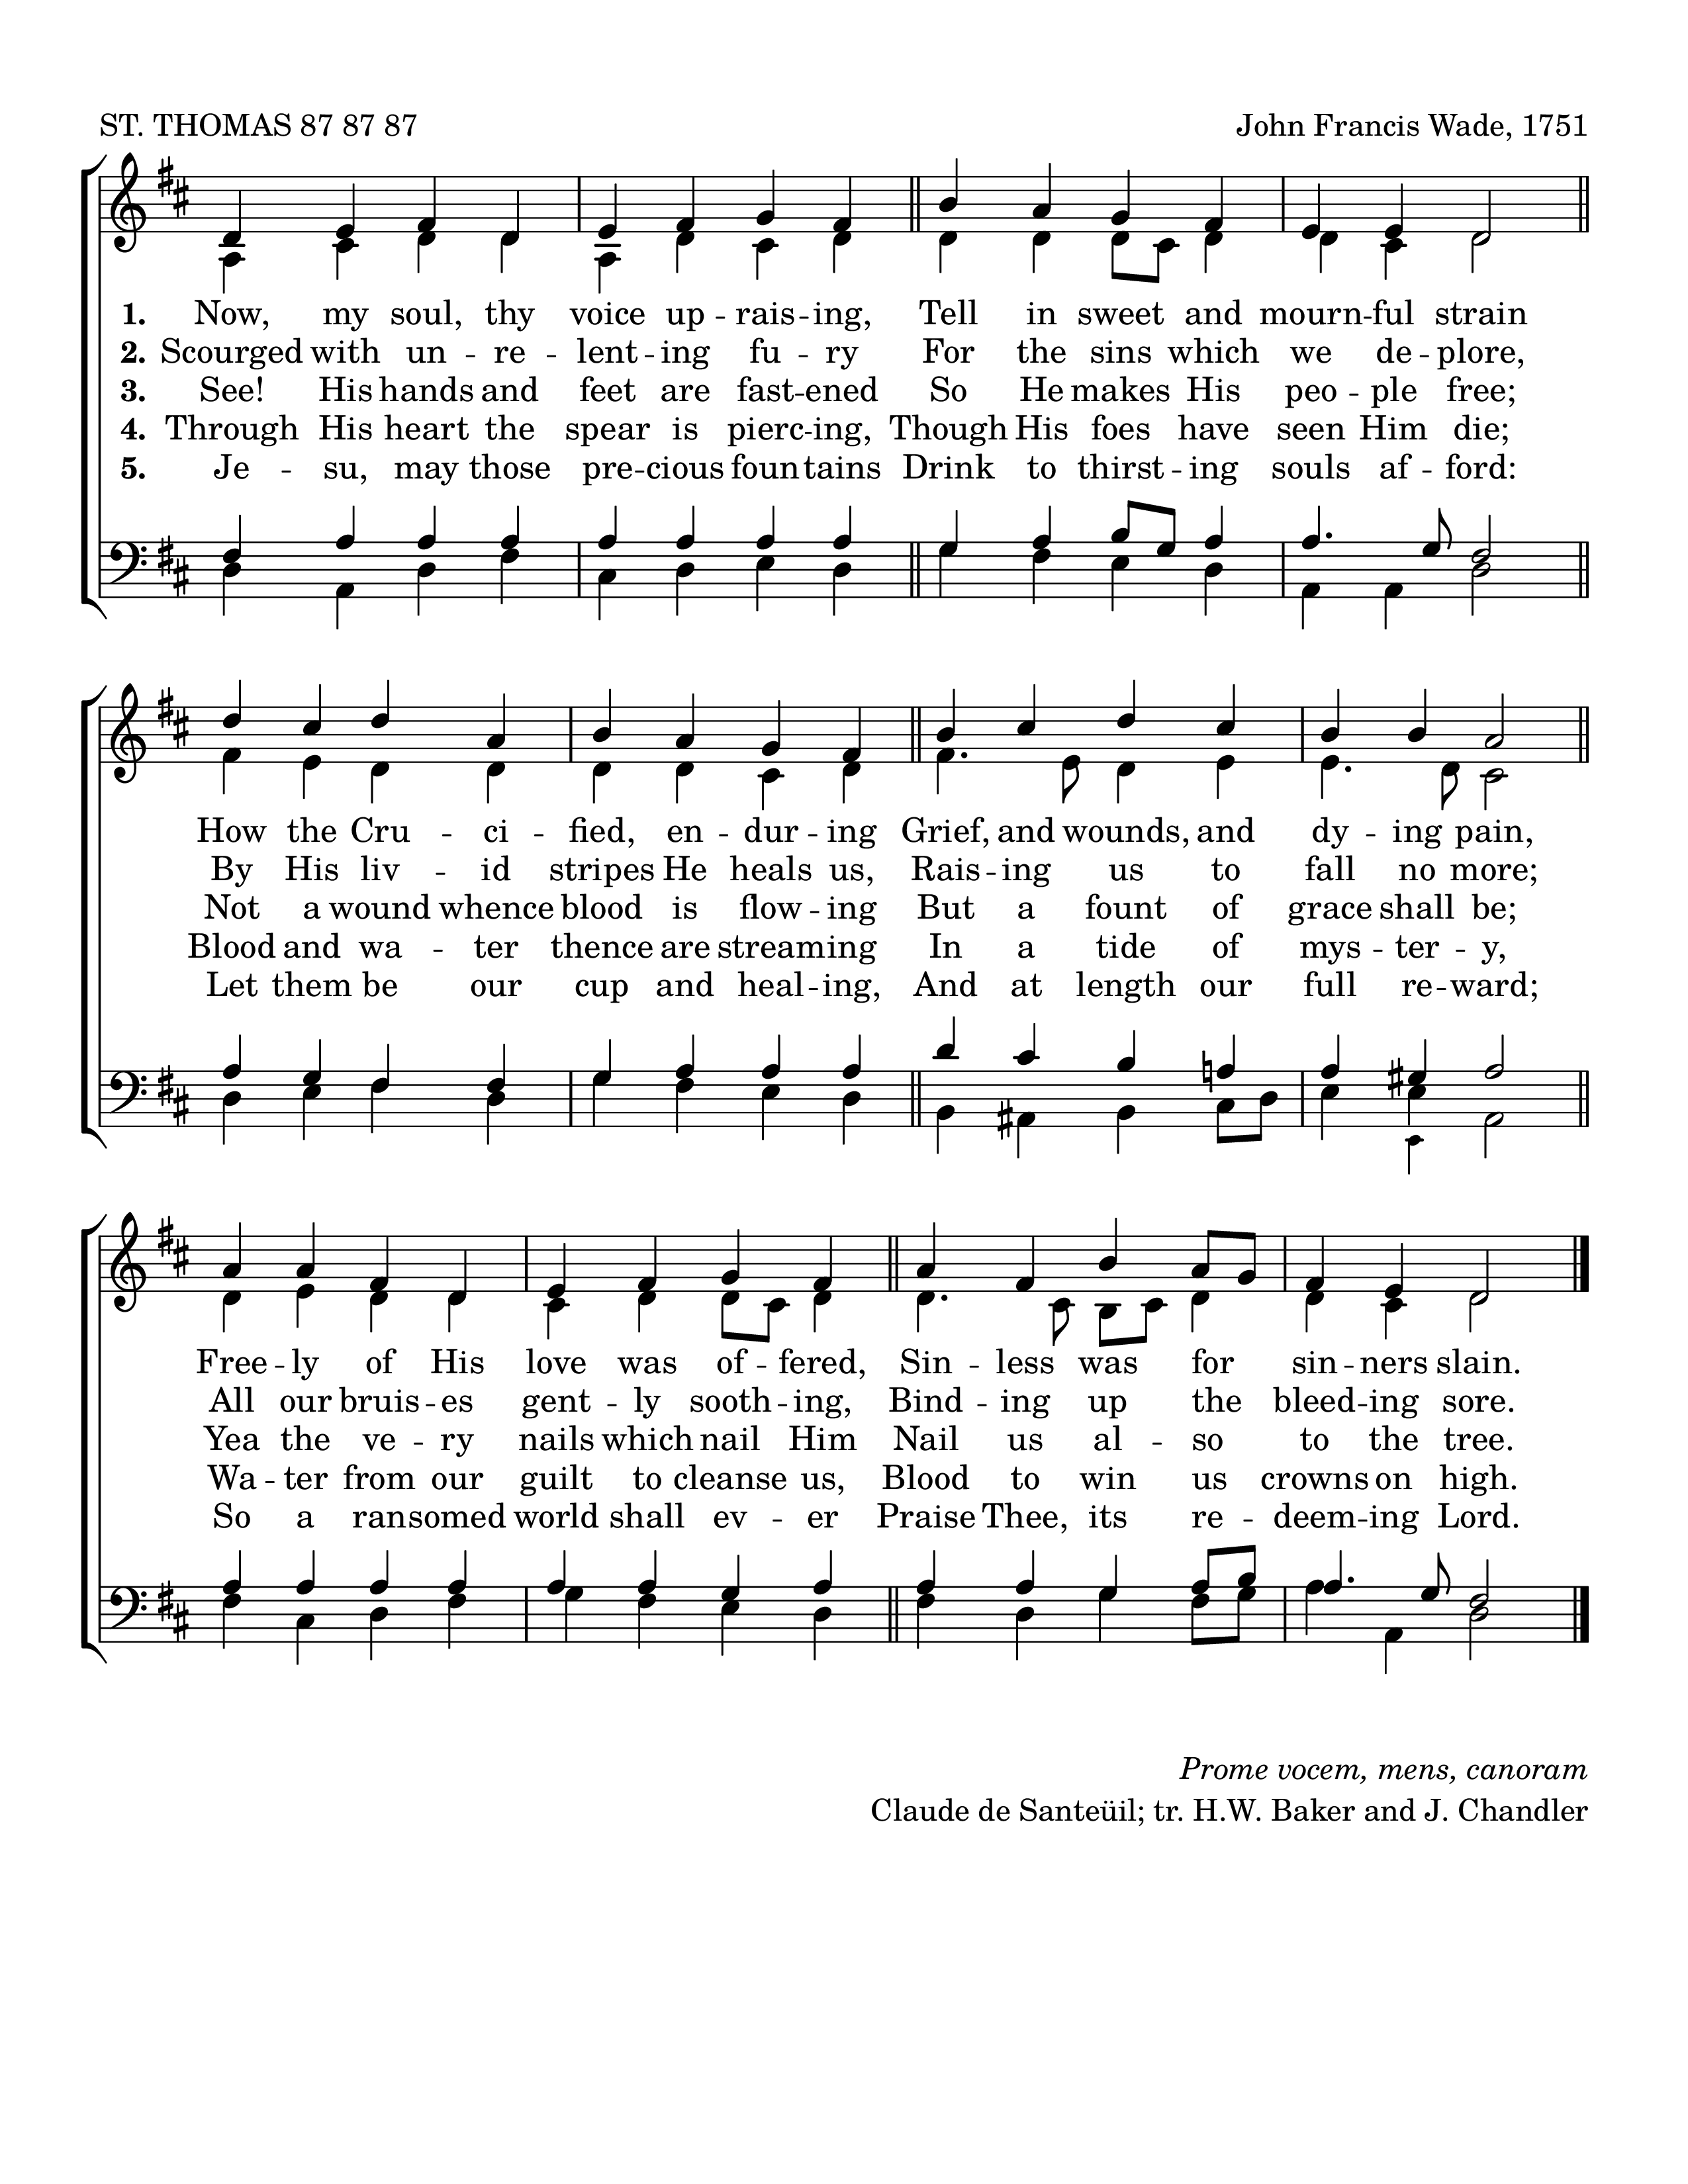 ST. THOMAS 87 87 87
John Francis Wade, 1751
1. Now, my soul, thy voice up -- rais -- ing, Tell in sweet and mourn -- ful strain
2. Scourged with un -- re -- lent -- ing fu -- ry For the sins which we de -- plore,
3. See! His hands and feet are fast -- ened So He makes His peo -- ple free;
4. Through His heart the spear is pierc -- ing, Though His foes have seen Him die;
5. Je -- su, may those pre -- cious foun -- tains Drink to thirst -- ing souls af -- ford:
How the Cru -- ci -- fied, en -- dur -- ing Grief, and wounds, and dy -- ing pain,
By His liv -- id stripes He heals us, Rais -- ing us to fall no more;
Not a wound whence blood is flow -- ing But a fount of grace shall be;
Blood and wa -- ter thence are streaming In a tide of mys -- ter -- y,
Let them be our cup and heal -- ing, And at length our full re -- ward;
Free -- ly of His love was of -- fered, Sin -- less was for sin -- ners slain.
All our bruis -- es gent -- ly sooth -- ing, Bind -- ing up the bleed -- ing sore.
Yea the ve -- ry nails which nail Him Nail us al -- so to the tree.
Wa -- ter from our guilt to cleanse us, Blood to win us crowns on high.
So a ransomed world shall ev -- er Praise Thee, its re -- deem -- ing Lord.
Prome vocem, mens, canoram
Claude de Santeüil; tr. H.W. Baker and J. Chandler